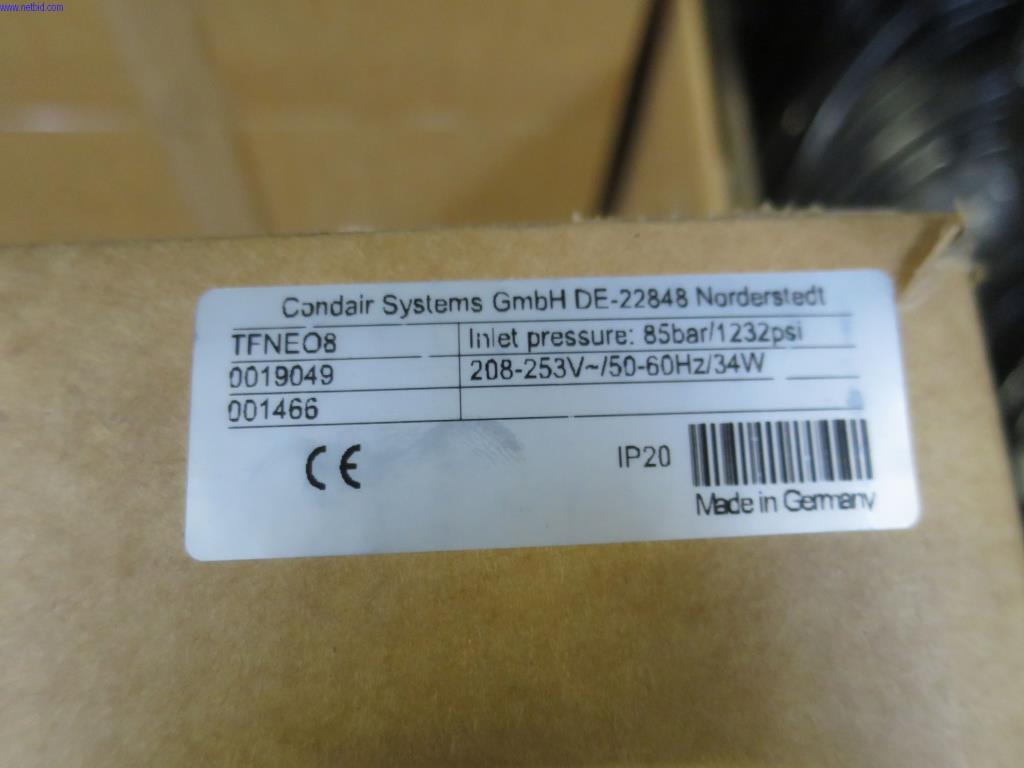 www.netbid.com
Condair Systems GmbH DE-22848 Norderstedt
TFNEO8 Inlet pressure: 85bar/1232psi
0019049 208-253V~/50-60Hz/34W
001466
CE IP20
Made in Germany